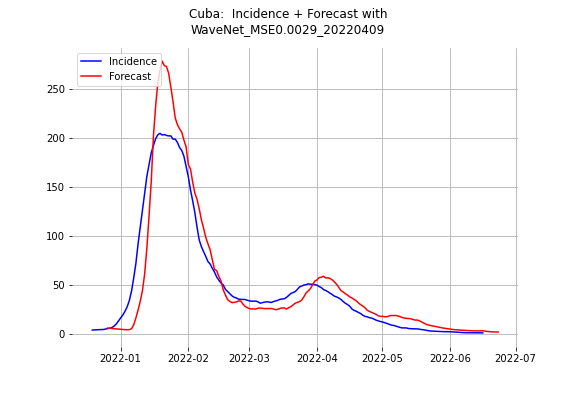 Cuba:  Incidence + Forecast with
WaveNet_MSE0.0029_20220409
Incidence
Forecast
250
200
150
100
50
0
2022-01 2022-02 2022-03 2022-04 2022-05 2022-06 2022-07